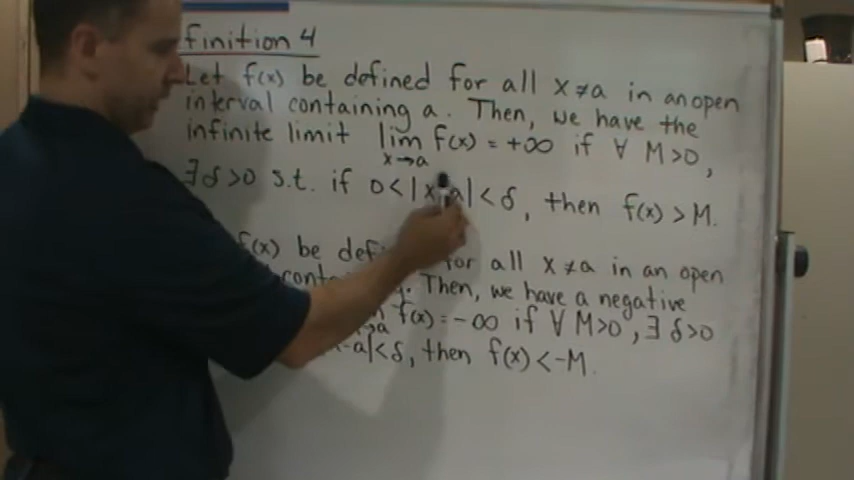 finition 4
Let f(x) be defined for all x ≠ a in an open
interval containing a. Then, we have the
infinite limit lim f(x) = +∞ if ∀ M>0,
x→a
∃ δ>0 s.t. if 0<|x-a|<δ, then f(x) > M.
f(x) be for all x ≠ a in an open
Then, we have a negative
f(x) = -∞ if ∀ M>0, ∃ δ>0
→a
-a|<δ, then f(x) < -M.